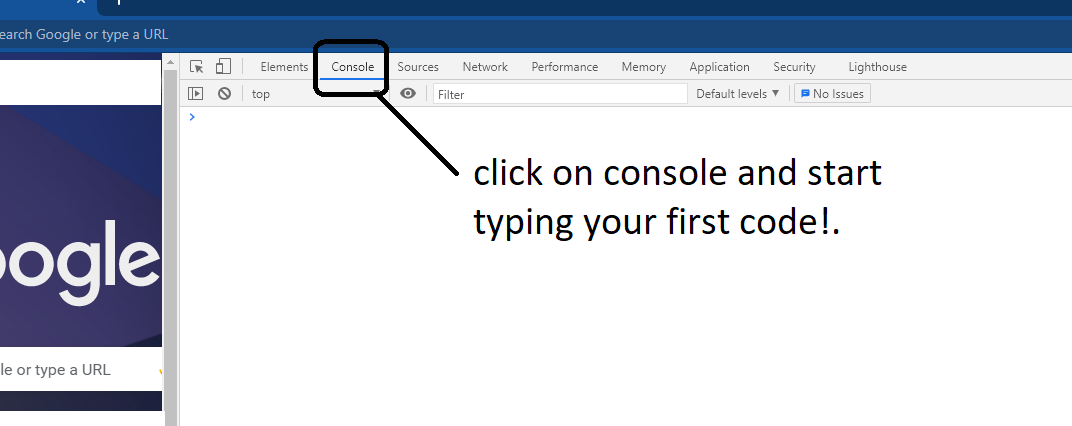 earch Google or type a URL
Elements Console Sources Network Performance Memory Application Security Lighthouse
top Filter Default levels ▼ No Issues
>
click on console and start
typing your first code!.
oogle
le or type a URL